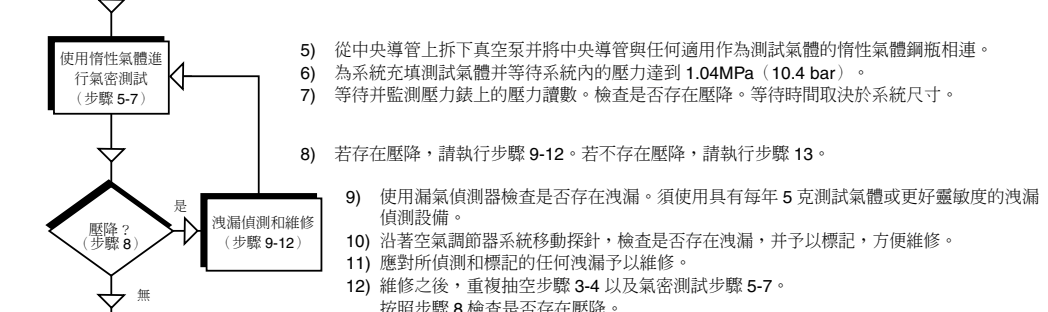 使用惰性氣體進
行氣密測試
（步驟 5-7）
5) 從中央導管上拆下真空泵并將中央導管與任何適用作為測試氣體的惰性氣體鋼瓶相連。
6) 為系統充填測試氣體并等待系統內的壓力達到 1.04MPa（10.4 bar）。
7) 等待并監測壓力錶上的壓力讀數。檢查是否存在壓降。等待時間取決於系統尺寸。
8) 若存在壓降，請執行步驟 9-12。若不存在壓降，請執行步驟 13。
壓降？
（步驟 8）
是
洩漏偵測和維修
（步驟 9-12）
無
9) 使用漏氣偵測器檢查是否存在洩漏。須使用具有每年 5 克測試氣體或更好靈敏度的洩漏
偵測設備。
10) 沿著空氣調節器系統移動探針，檢查是否存在洩漏，并予以標記，方便維修。
11) 應對所偵測和標記的任何洩漏予以維修。
12) 維修之後，重複抽空步驟 3-4 以及氣密測試步驟 5-7。
按照步驟 8 檢查是否存在壓降。